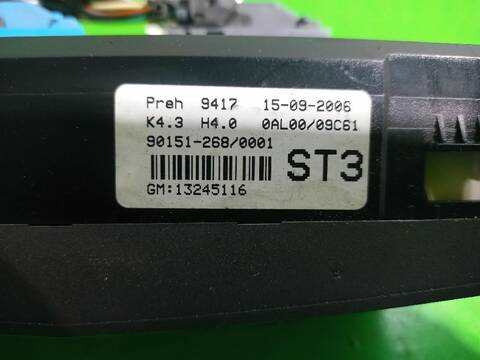 Preh 9417 15-09-2006
K4.3 H4.0 0AL00/09C61
90151-268/0001
ST3
GM:13245116